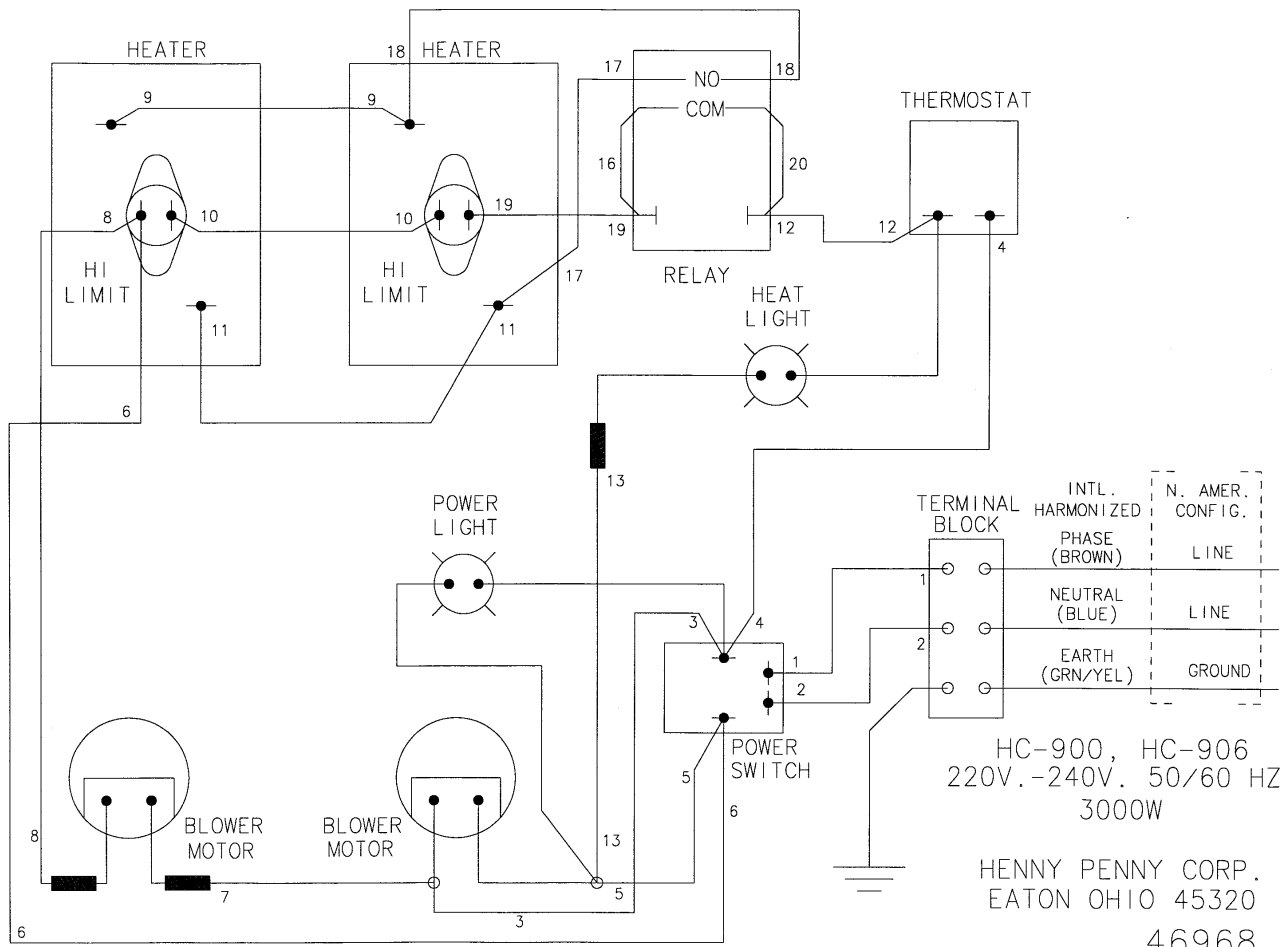 18
HEATER
HEATER
17
NO
18
9
9
COM
THERMOSTAT
16
20
8
10
10
19
19
12
12
4
HI
LIMIT
HI
LIMIT
RELAY
17
HEAT
LIGHT
11
11
6
13
POWER
LIGHT
TERMINAL
BLOCK
INTL.
HARMONIZED
N. AMER.
CONFIG.
PHASE
(BROWN)
LINE
1
NEUTRAL
(BLUE)
LINE
3
4
2
EARTH
(GRN/YEL)
GROUND
1
2
POWER
SWITCH
5
6
HC-900, HC-906
220V.-240V. 50/60 HZ
3000W
8
BLOWER
MOTOR
BLOWER
MOTOR
13
7
5
3
6
HENNY PENNY CORP.
EATON OHIO 45320
46968